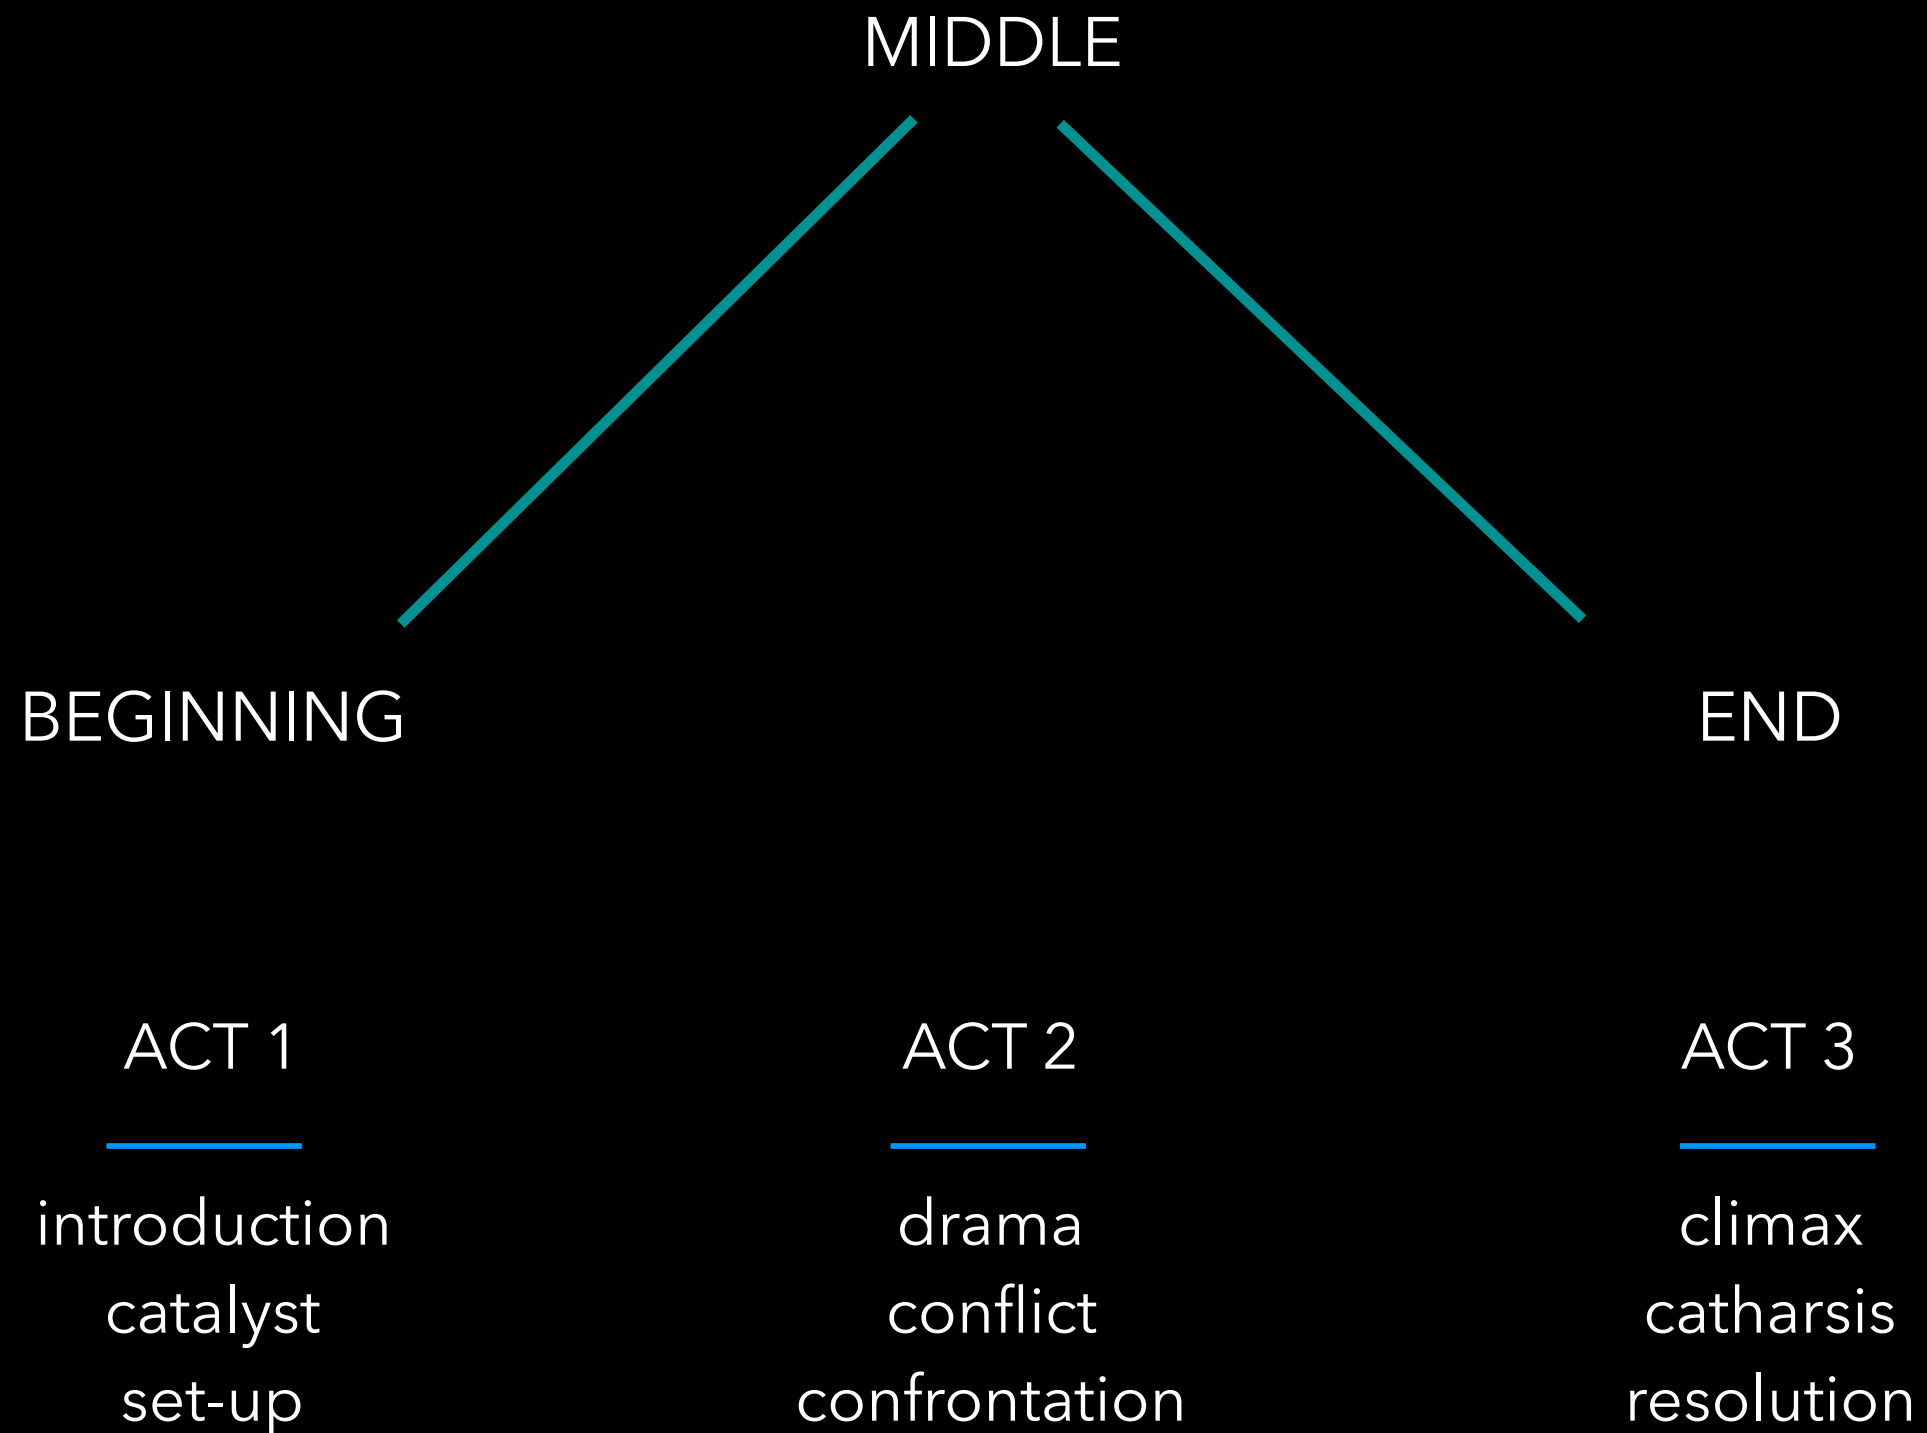 MIDDLE
BEGINNING
END
ACT 1
introduction
catalyst
set-up
ACT 2
drama
conflict
confrontation
ACT 3
climax
catharsis
resolution